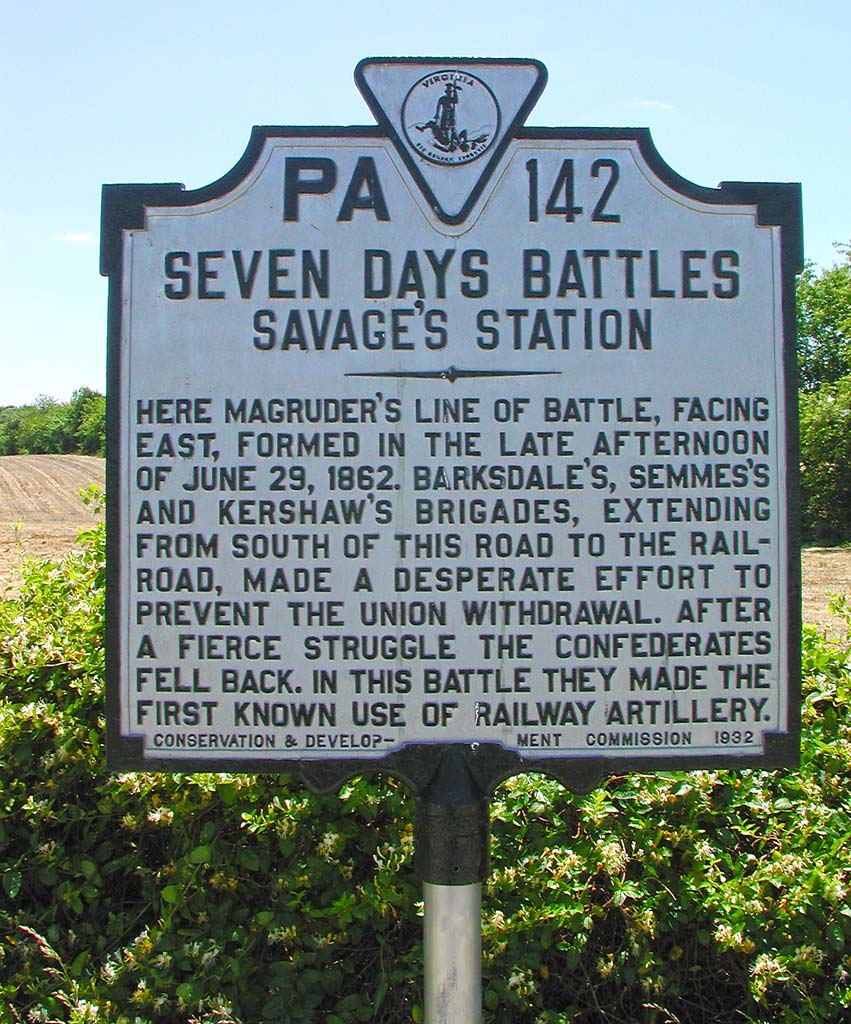 VIRGINIA
SIC SEMPER TYRANNIS
PA 142
SEVEN DAYS BATTLES
SAVAGE'S STATION
HERE MAGRUDER'S LINE OF BATTLE, FACING
EAST, FORMED IN THE LATE AFTERNOON
OF JUNE 29, 1862. BARKSDALE'S, SEMMES'S
AND KERSHAW'S BRIGADES, EXTENDING
FROM SOUTH OF THIS ROAD TO THE RAIL-
ROAD, MADE A DESPERATE EFFORT TO
PREVENT THE UNION WITHDRAWAL. AFTER
A FIERCE STRUGGLE THE CONFEDERATES
FELL BACK. IN THIS BATTLE THEY MADE THE
FIRST KNOWN USE OF RAILWAY ARTILLERY.
CONSERVATION & DEVELOP- MENT COMMISSION 1932